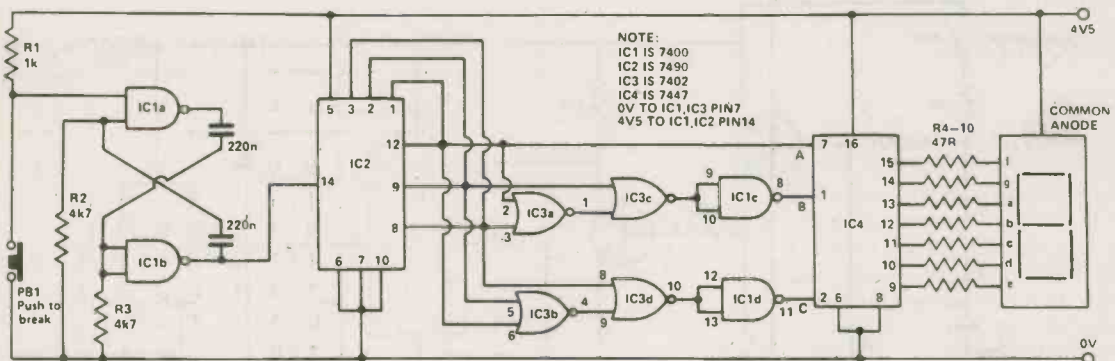 R1
1k
IC1a
220n
R2
4k7
220n
IC1b
PB1
Push to
break
R3
4k7
5
3
2
1
14
IC2
12
9
8
6
7
10
2
3
IC3a
1
5
6
IC3b
4
NOTE:
IC1 IS 7400
IC2 IS 7490
IC3 IS 7402
IC4 IS 7447
0V TO IC1,IC3 PIN7
4V5 TO IC1,IC2 PIN14
IC3c
9
10
IC1c
8
8
9
IC3d
10
12
13
IC1d
11
A
B
C
7
16
1
2
6
8
IC4
15
14
13
12
11
10
9
R4-10
47R
COMMON
ANODE
f
g
a
b
c
d
e
4V5
0V